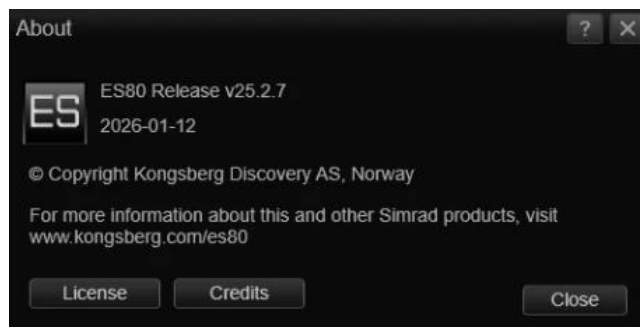 About
? X
ES
ES80 Release v25.2.7
2026-01-12
© Copyright Kongsberg Discovery AS, Norway
For more information about this and other Simrad products, visit
www.kongsberg.com/es80
License Credits Close